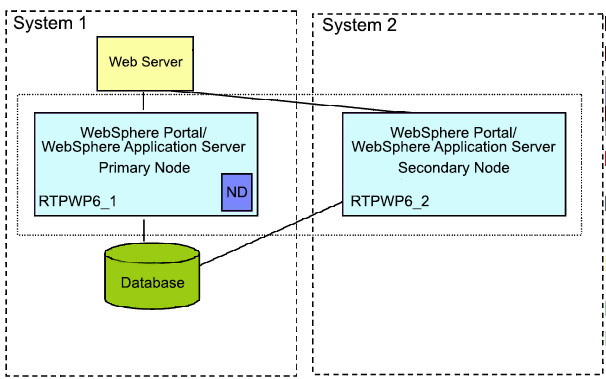 System 1
System 2
Web Server
WebSphere Portal/
WebSphere Application Server
Primary Node
ND
RTPWP6_1
WebSphere Portal/
WebSphere Application Server
Secondary Node
RTPWP6_2
Database